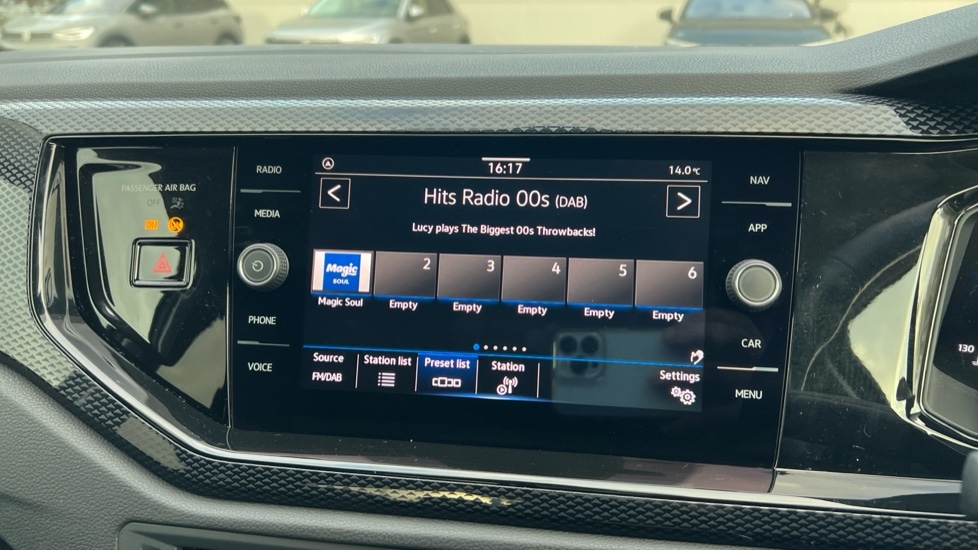 PASSENGER AIR BAG
OFF
ON
RADIO
MEDIA
PHONE
VOICE
16:17
14.0°C
<
Hits Radio 00s (DAB)
>
Lucy plays The Biggest 00s Throwbacks!
Magic
SOUL
2
3
4
5
6
Magic Soul
Empty
Empty
Empty
Empty
Empty
Source
FM/DAB
Station list
Preset list
Station
Settings
NAV
APP
CAR
MENU
130